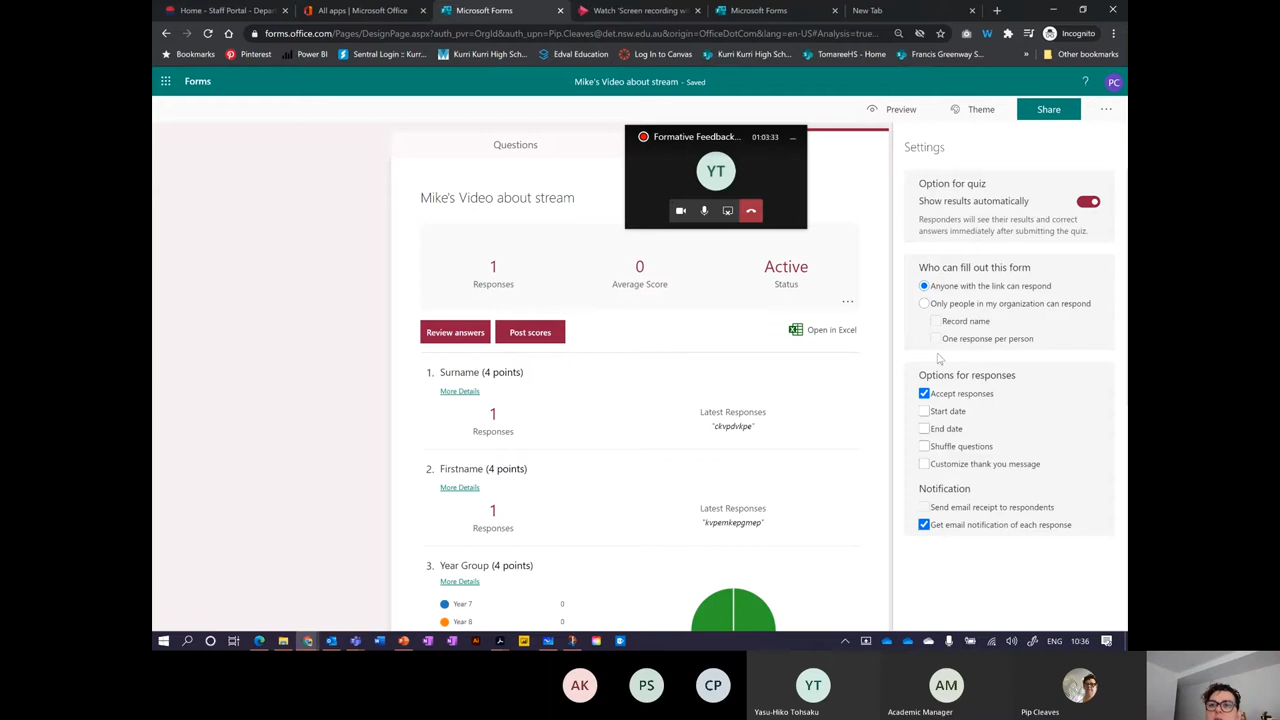 Home - Staff Portal - Depar
All apps | Microsoft Office
Microsoft Forms
Watch 'Screen recording w
Microsoft Forms
New Tab
forms.office.com/Pages/DesignPage.aspx?auth_pvr=OrgId&auth_upn=Pip.Cleaves@det.nsw.edu.au&origin=OfficeDotCom&lang=en-US#Analysis=true...
Incognito
Bookmarks
Pinterest
Power BI
Sentral Login :: Kurri...
Kurri Kurri High Sch...
Edval Education
Log In to Canvas
Kurri Kurri High Sch...
TomareeHS - Home
Francis Greenway S...
»
Other bookmarks
Forms
Mike's Video about stream - Saved
?
PC
Preview
Theme
Share
...
Questions
Formative Feedback...
01:03:33
YT
Mike's Video about stream
1
Responses
0
Average Score
Active
Status
...
Review answers
Post scores
Open in Excel
1. Surname (4 points)
More Details
1
Responses
Latest Responses
"ckvpdvkpe"
2. Firstname (4 points)
More Details
1
Responses
Latest Responses
"kvpemkepgmep"
3. Year Group (4 points)
More Details
Year 7 0
Year 8 0
Settings
Option for quiz
Show results automatically
Responders will see their results and correct
answers immediately after submitting the quiz.
Who can fill out this form
Anyone with the link can respond
Only people in my organization can respond
Record name
One response per person
Options for responses
Accept responses
Start date
End date
Shuffle questions
Customize thank you message
Notification
Send email receipt to respondents
Get email notification of each response
ENG
10:36
AK
PS
CP
YT
Yasu-Hiko Tohsaku
AM
Academic Manager
Pip Cleaves